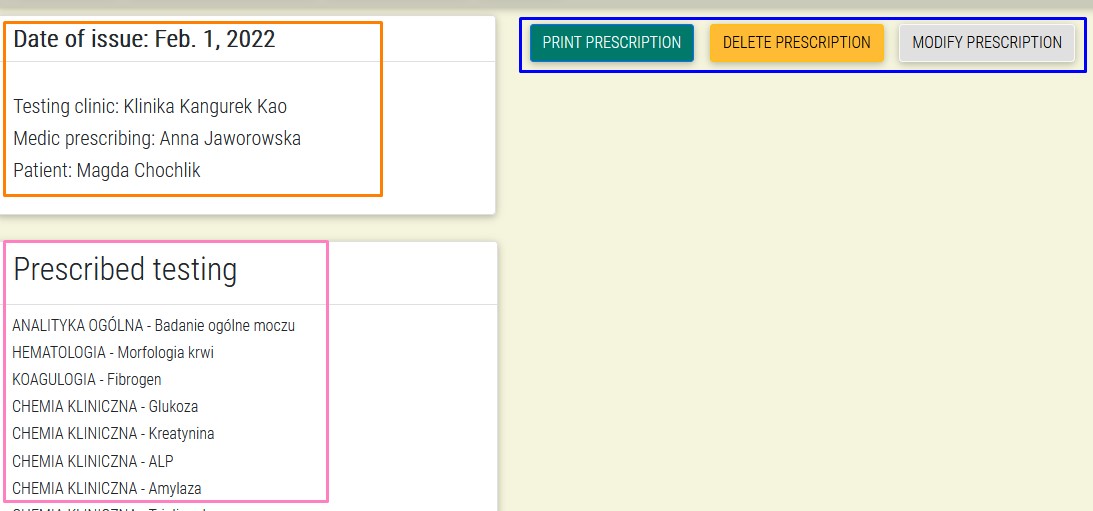 Date of issue: Feb. 1, 2022
PRINT PRESCRIPTION
DELETE PRESCRIPTION
MODIFY PRESCRIPTION
Testing clinic: Klinika Kangurek Kao
Medic prescribing: Anna Jaworowska
Patient: Magda Chochlik
Prescribed testing
ANALITYKA OGÓLNA - Badanie ogólne moczu
HEMATOLOGIA - Morfologia krwi
KOAGULOGIA - Fibrogen
CHEMIA KLINICZNA - Glukoza
CHEMIA KLINICZNA - Kreatynina
CHEMIA KLINICZNA - ALP
CHEMIA KLINICZNA - Amylaza